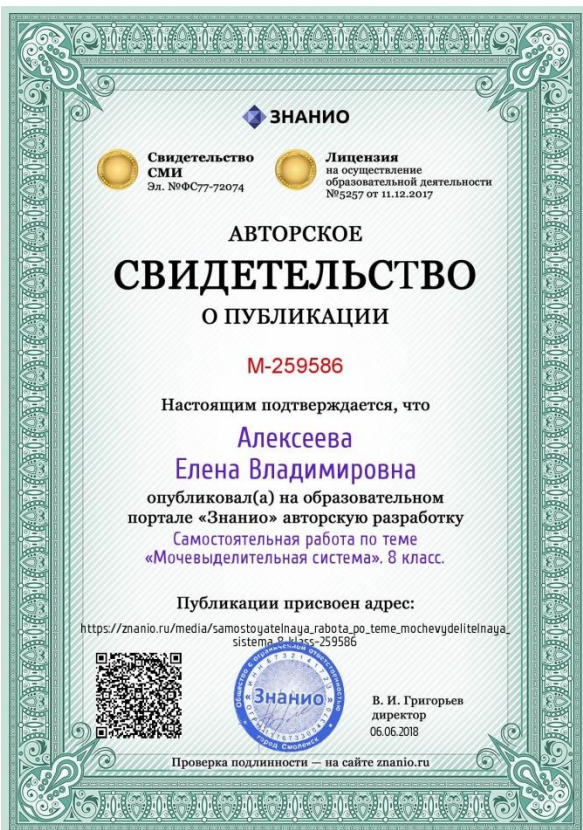 ЗНАНИО
Свидетельство
СМИ
Эл. №ФС77-72074
Лицензия
на осуществление
образовательной деятельности
№5257 от 11.12.2017
АВТОРСКОЕ
СВИДЕТЕЛЬСТВО
О ПУБЛИКАЦИИ
М-259586
Настоящим подтверждается, что
Алексеева
Елена Владимировна
опубликовал(а) на образовательном
портале «Знанио» авторскую разработку
Самостоятельная работа по теме
«Мочевыделительная система». 8 класс.
Публикации присвоен адрес:
https://znanio.ru/media/samostoyatelnaya_rabota_po_teme_mochevydelitelnaya_
sistema_8_klass-259586
Общество с ограниченной ответственностью
Знанио
город Смоленск
В. И. Григорьев
директор
06.06.2018
Проверка подлинности — на сайте znanio.ru